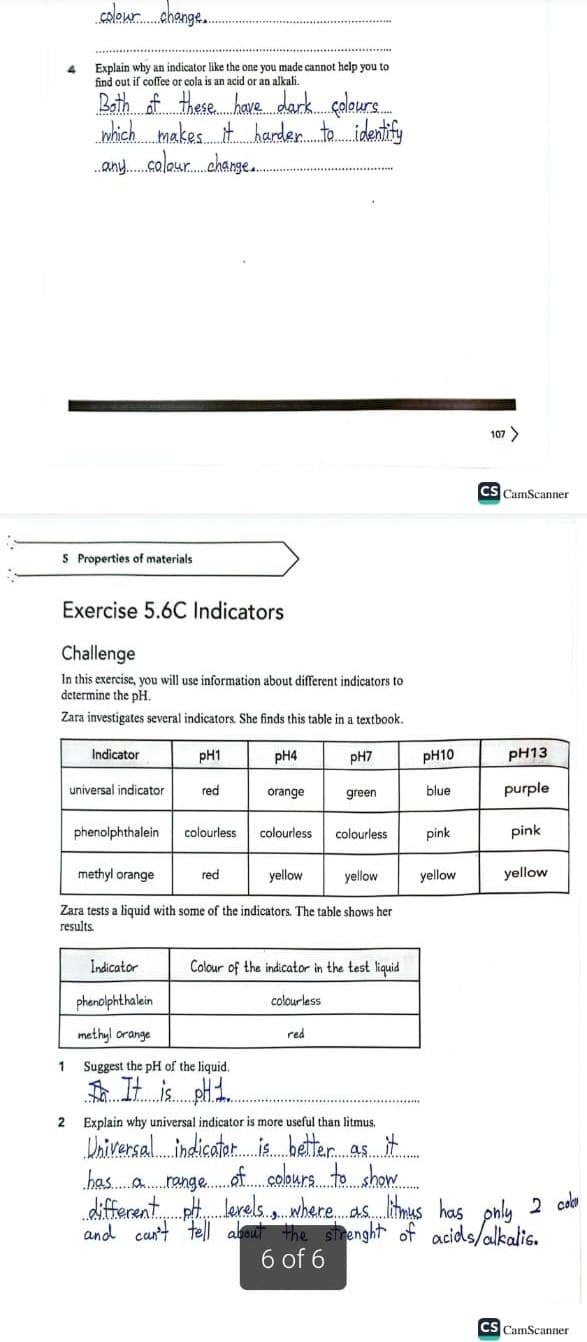 colour change.
4 Explain why an indicator like the one you made cannot help you to
find out if coffee or cola is an acid or an alkali.
Both of these have dark colours
which makes it harder to identify
any colour change.
107
CS CamScanner
5 Properties of materials
Exercise 5.6C Indicators
Challenge
In this exercise, you will use information about different indicators to
determine the pH.
Zara investigates several indicators. She finds this table in a textbook.
Indicator pH1 pH4 pH7 pH10 pH13
universal indicator red orange green blue purple
phenolphthalein colourless colourless colourless pink pink
methyl orange red yellow yellow yellow yellow
Zara tests a liquid with some of the indicators. The table shows her
results.
Indicator Colour of the indicator in the test liquid
phenolphthalein colourless
methyl orange red
1 Suggest the pH of the liquid.
It is pH1.
2 Explain why universal indicator is more useful than litmus.
Universal indicator is better as it
has a range of colours to show
different pH levels, where as litmus has only 2
and can't tell about the strenght of acids/alkalis.
6 of 6
CS CamScanner